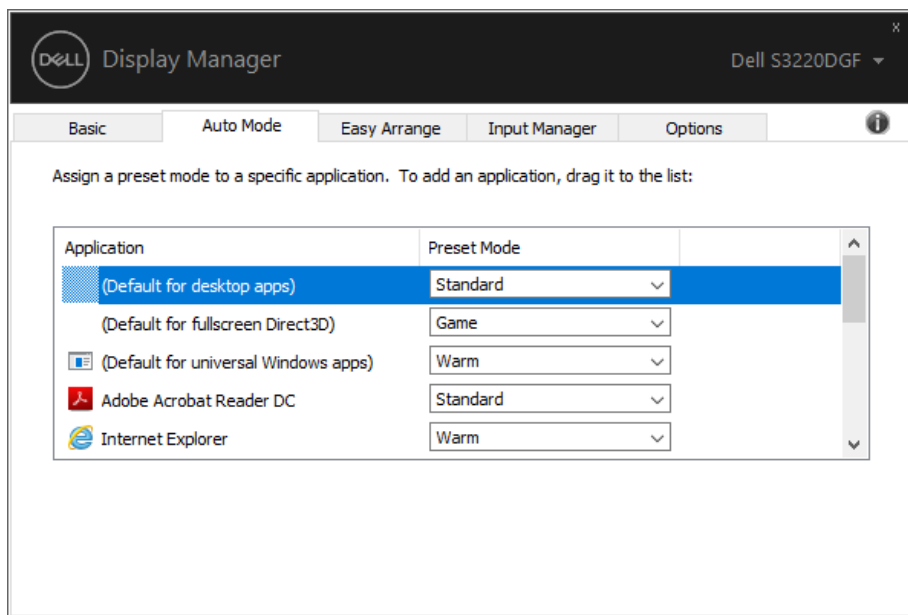 DELL Display Manager
x
Dell S3220DGF
Basic Auto Mode Easy Arrange Input Manager Options i
Assign a preset mode to a specific application. To add an application, drag it to the list:
Application Preset Mode
(Default for desktop apps) Standard
(Default for fullscreen Direct3D) Game
(Default for universal Windows apps) Warm
Adobe Acrobat Reader DC Standard
Internet Explorer Warm